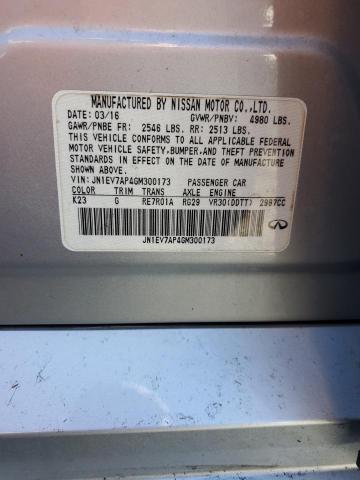 MANUFACTURED BY NISSAN MOTOR CO.,LTD.
DATE: 03/16 GVWR/PNBV: 4980 LBS.
GAWR/PNBE FR: 2546 LBS. RR: 2513 LBS.
THIS VEHICLE CONFORMS TO ALL APPLICABLE FEDERAL
MOTOR VEHICLE SAFETY,BUMPER,AND THEFT PREVENTION
STANDARDS IN EFFECT ON THE DATE OF MANUFACTURE
SHOWN ABOVE.
VIN: JN1EV7AP4GM300173 PASSENGER CAR
COLOR TRIM TRANS AXLE ENGINE
K23 G RE7R01A RG29 VR30(DDTT) 2997CC
JN1EV7AP4GM300173